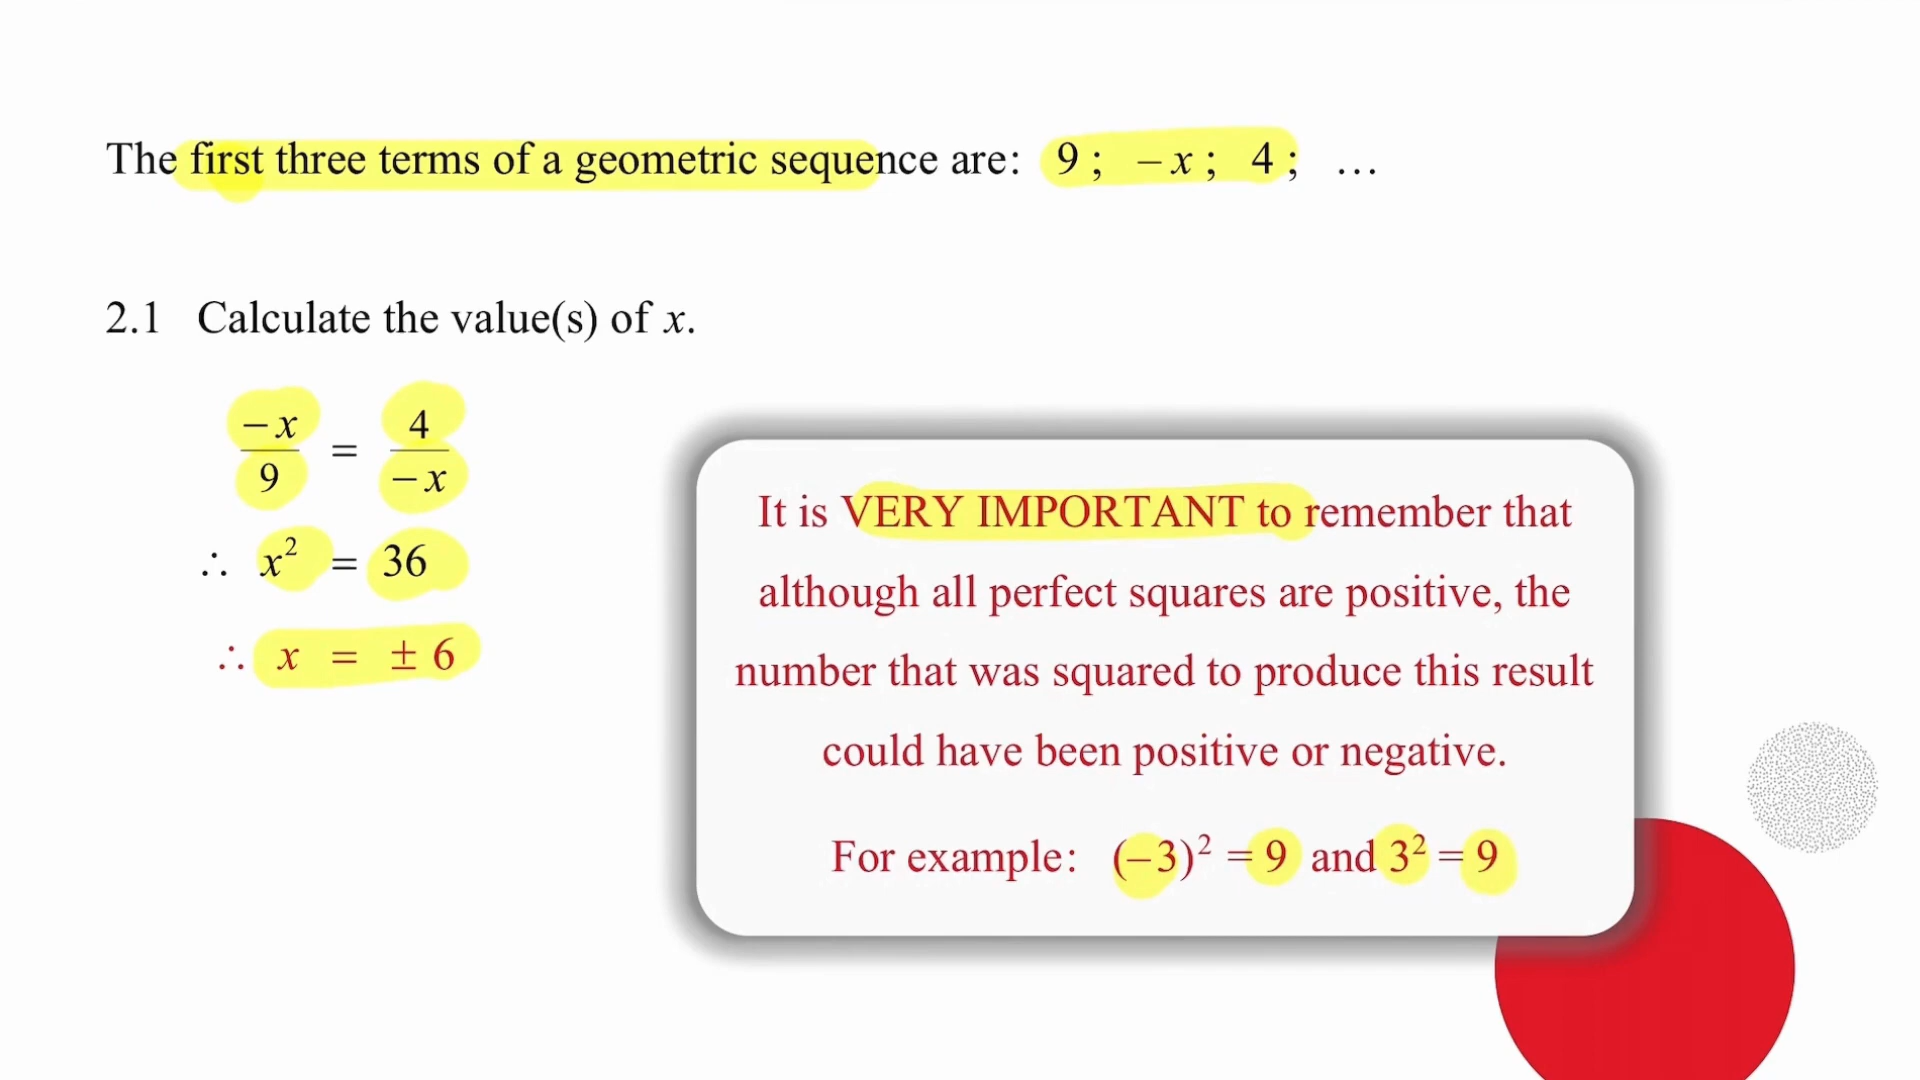 The first three terms of a geometric sequence are: 9 ; – x ; 4 ; …
2.1 Calculate the value(s) of x.
– x / 9 = 4 / – x
∴ x² = 36
∴ x = ± 6
It is VERY IMPORTANT to remember that
although all perfect squares are positive, the
number that was squared to produce this result
could have been positive or negative.
For example: (–3)² = 9 and 3² = 9